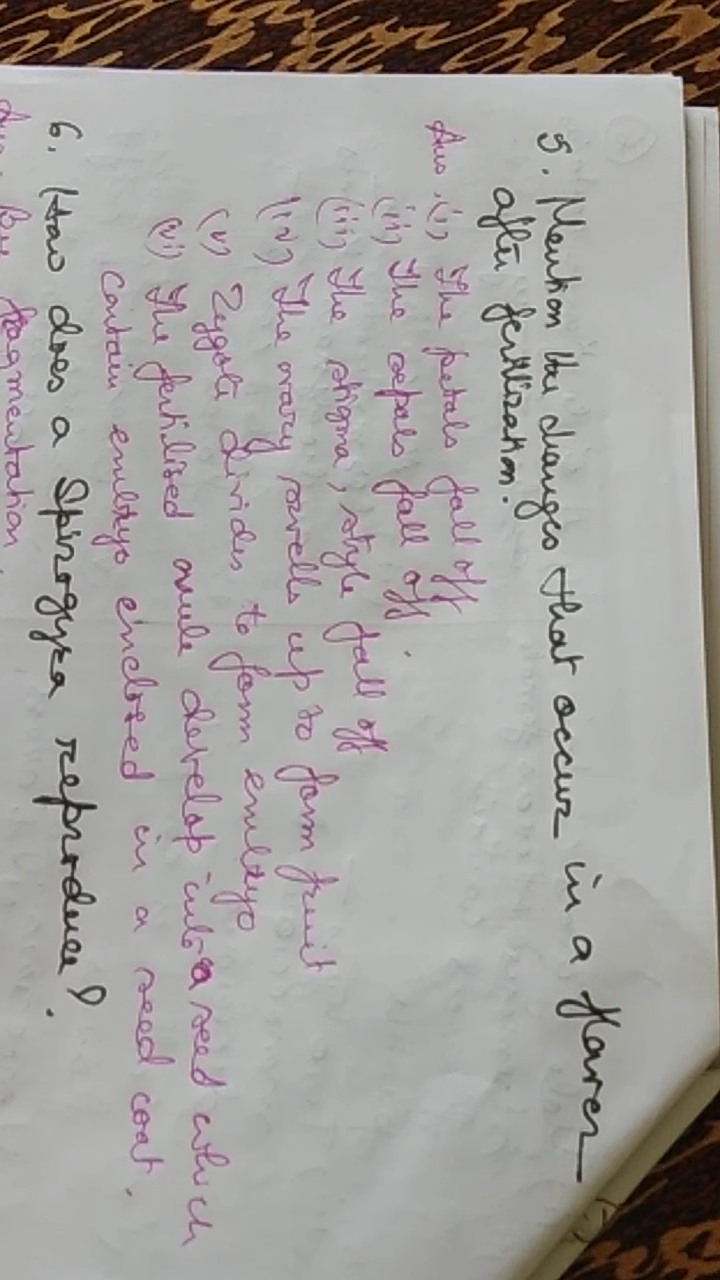 5. Mention the changes that occur in a flower
after fertilization.
Ans. (i) The petals fall off
(ii) The sepals fall off.
(iii) The stigma, style fall off
(iv) The ovary swells up to form fruit
(v) Zygote divides to form embryo
(vi) The fertilised ovule develop into a seed which
contain embryo enclosed in a seed coat.
6. How does a Spirogyra reproduce?
Ans. By fragmentation.